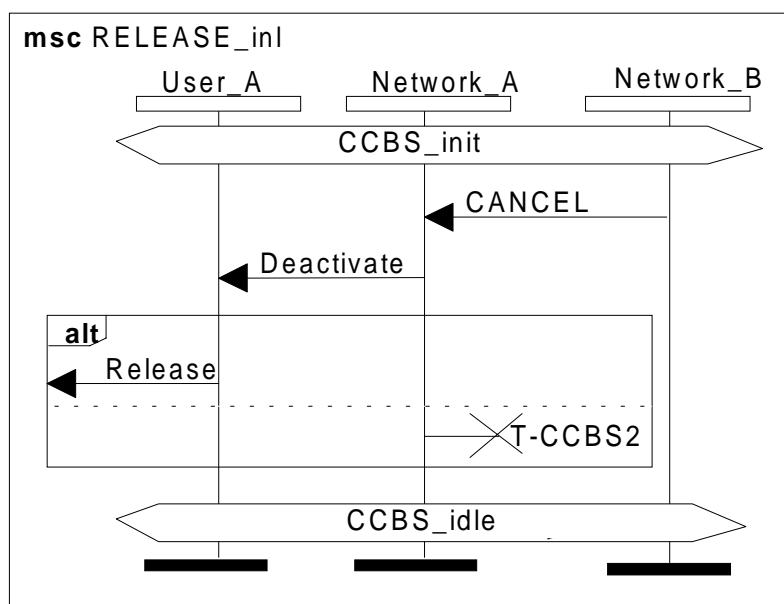 msc RELEASE_inl
User_A Network_A Network_B
CCBS_init
CANCEL
Deactivate
alt
Release
T-CCBS2
CCBS_idle